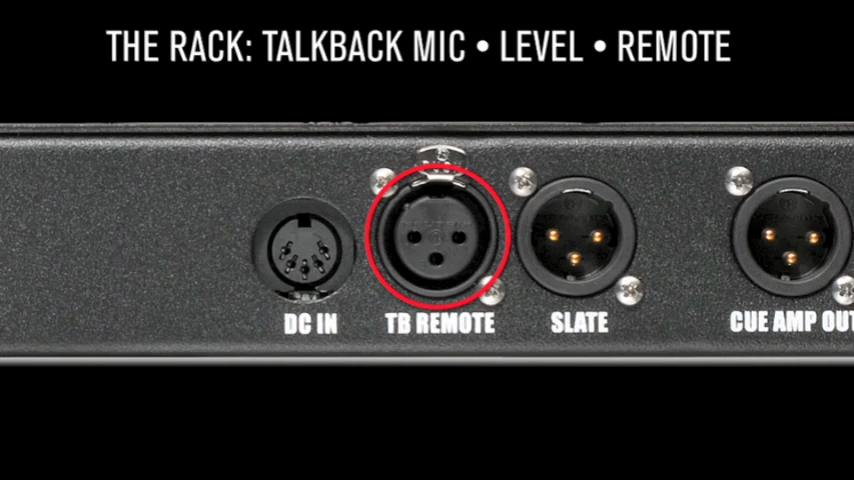 THE RACK: TALKBACK MIC • LEVEL • REMOTE
DC IN
TB REMOTE
SLATE
CUE AMP OUT